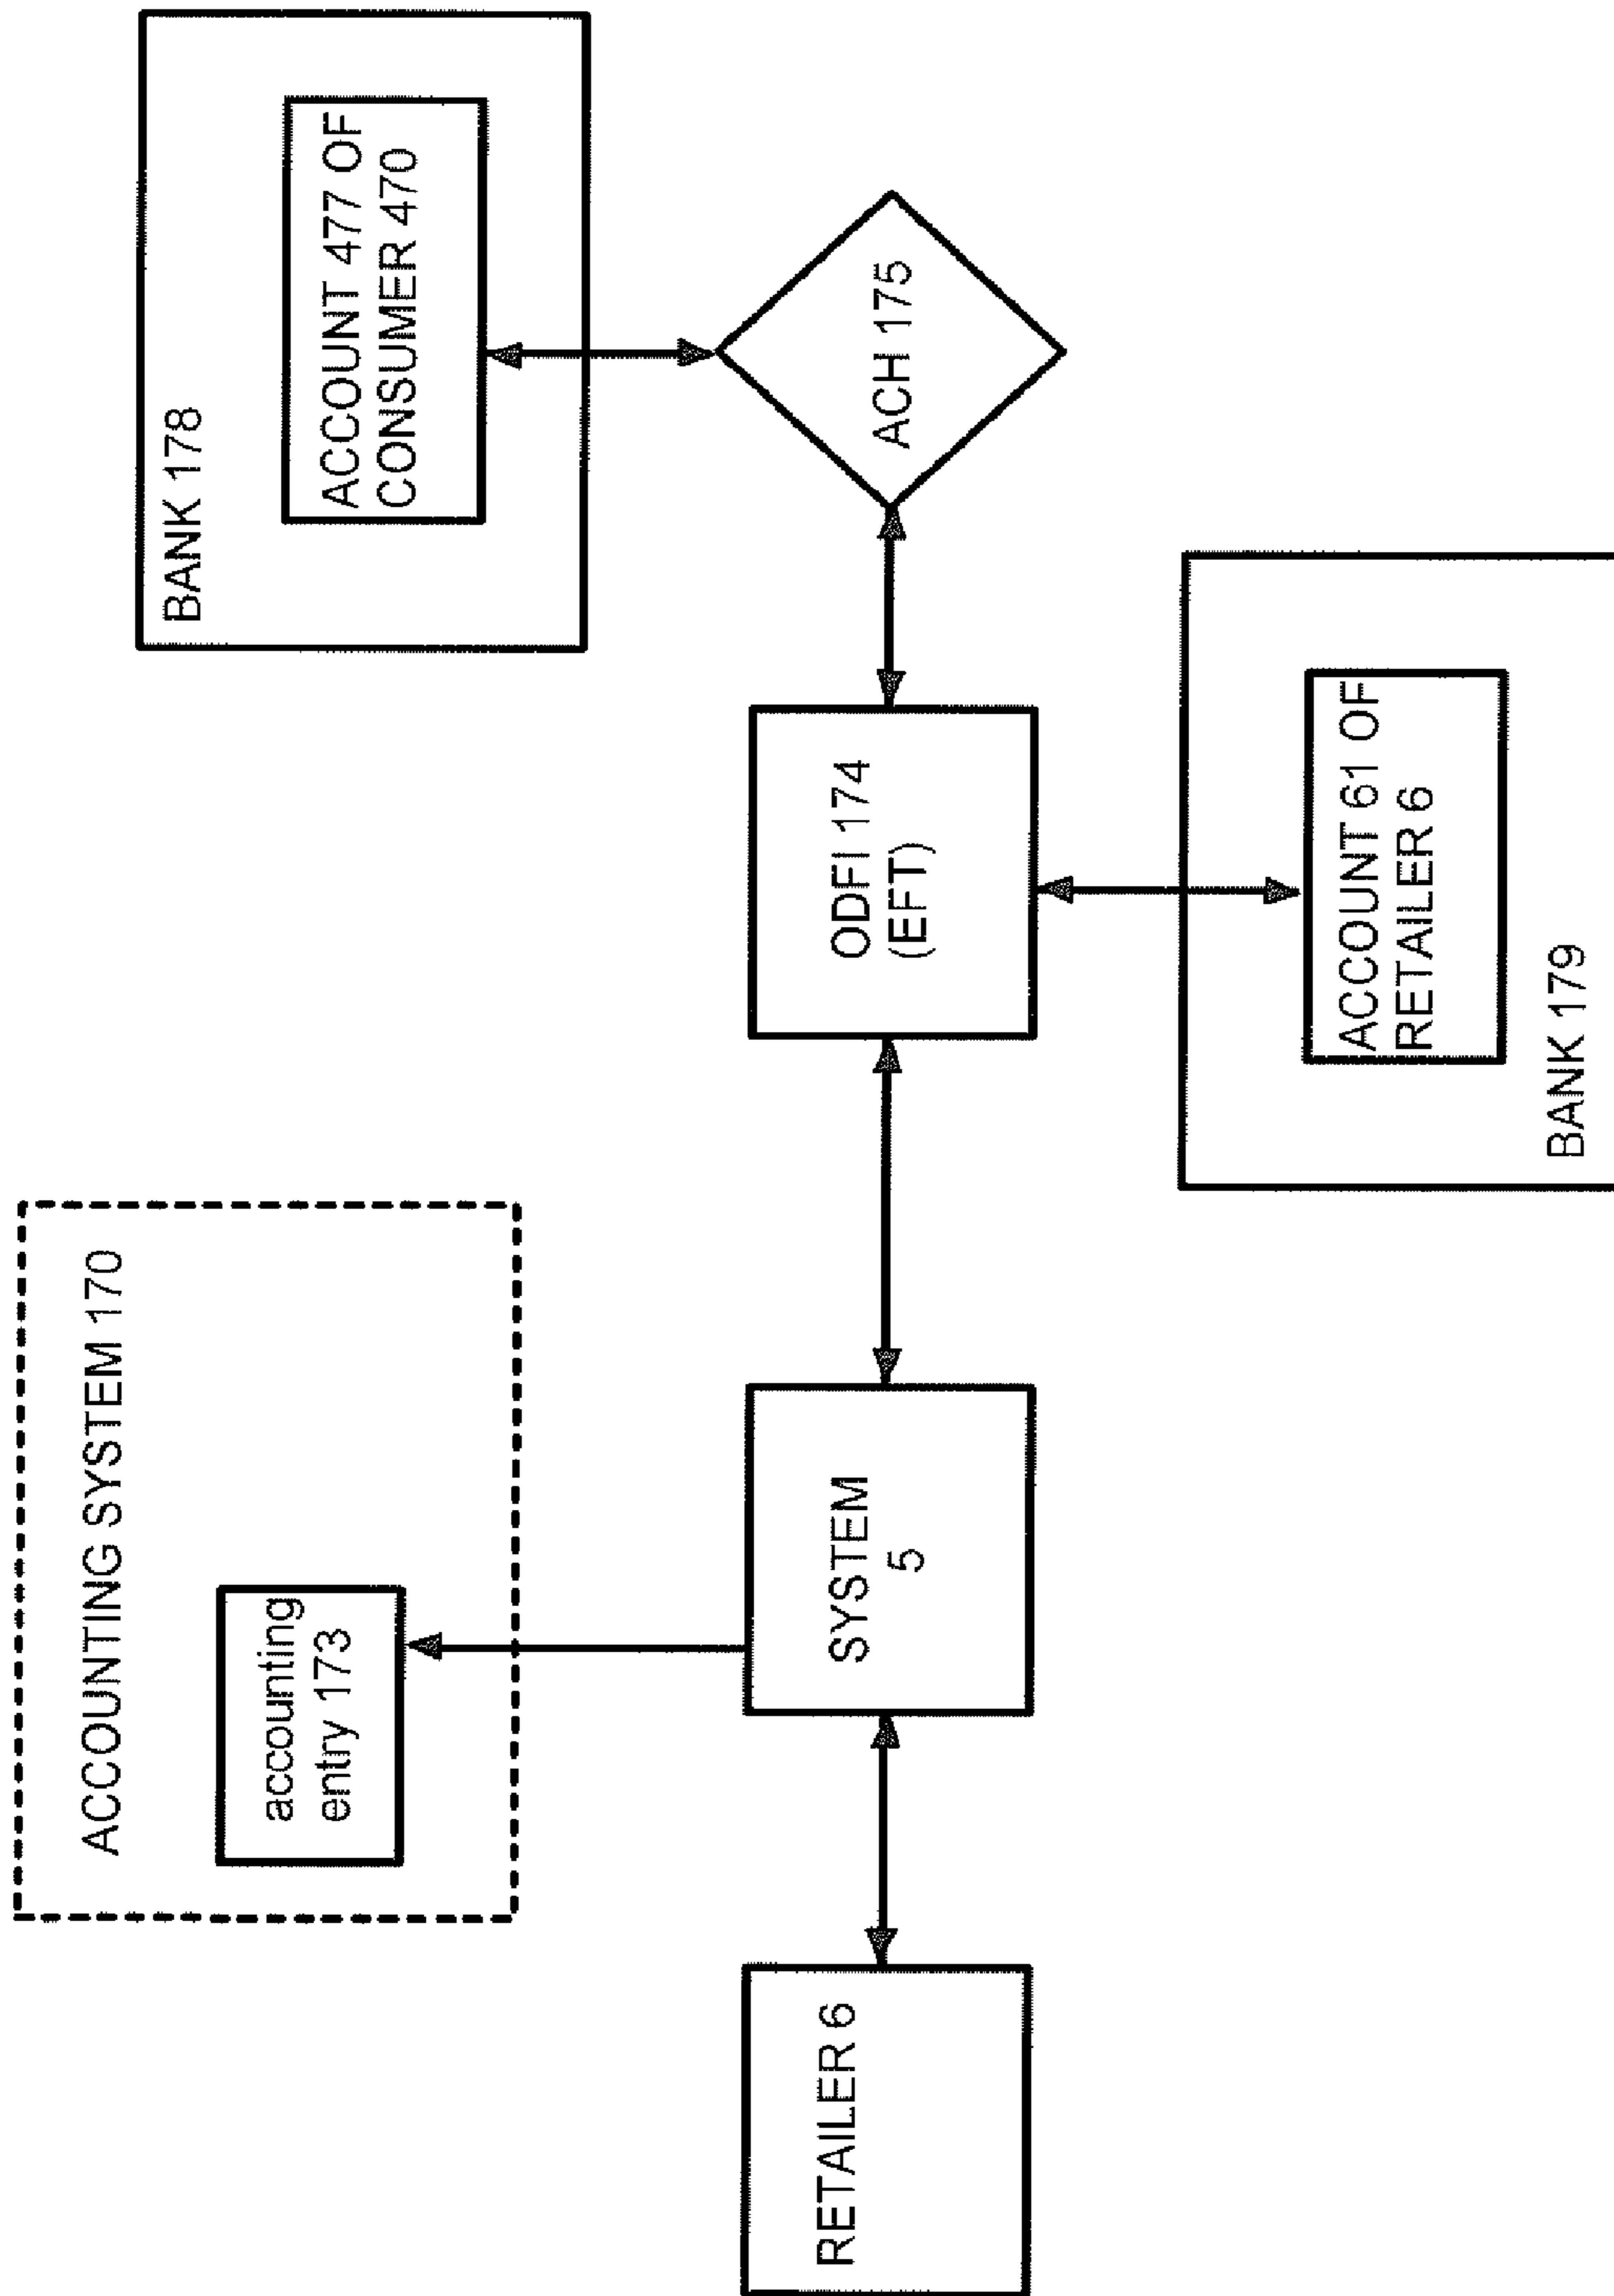 ACCOUNTING SYSTEM 170
accounting
entry 173
BANK 178
ACCOUNT 477 OF
CONSUMER 470
RETAILER 6
SYSTEM
5
ODFI 174
(EFT)
ACH 175
ACCOUNT 61 OF
RETAILER 6
BANK 179